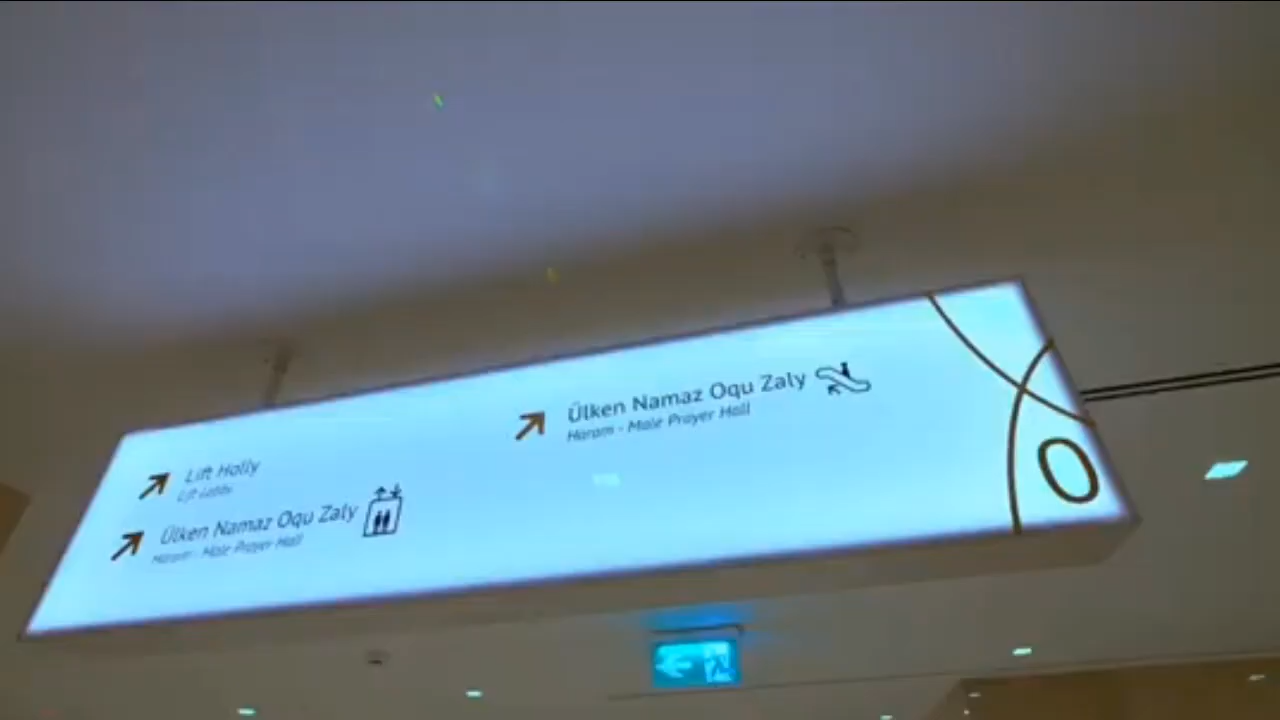 Lift Holly
Lift Lobby
Ülken Namaz Oqu Zaly
Haram - Male Prayer Hall
Ülken Namaz Oqu Zaly
Haram - Male Prayer Hall
0